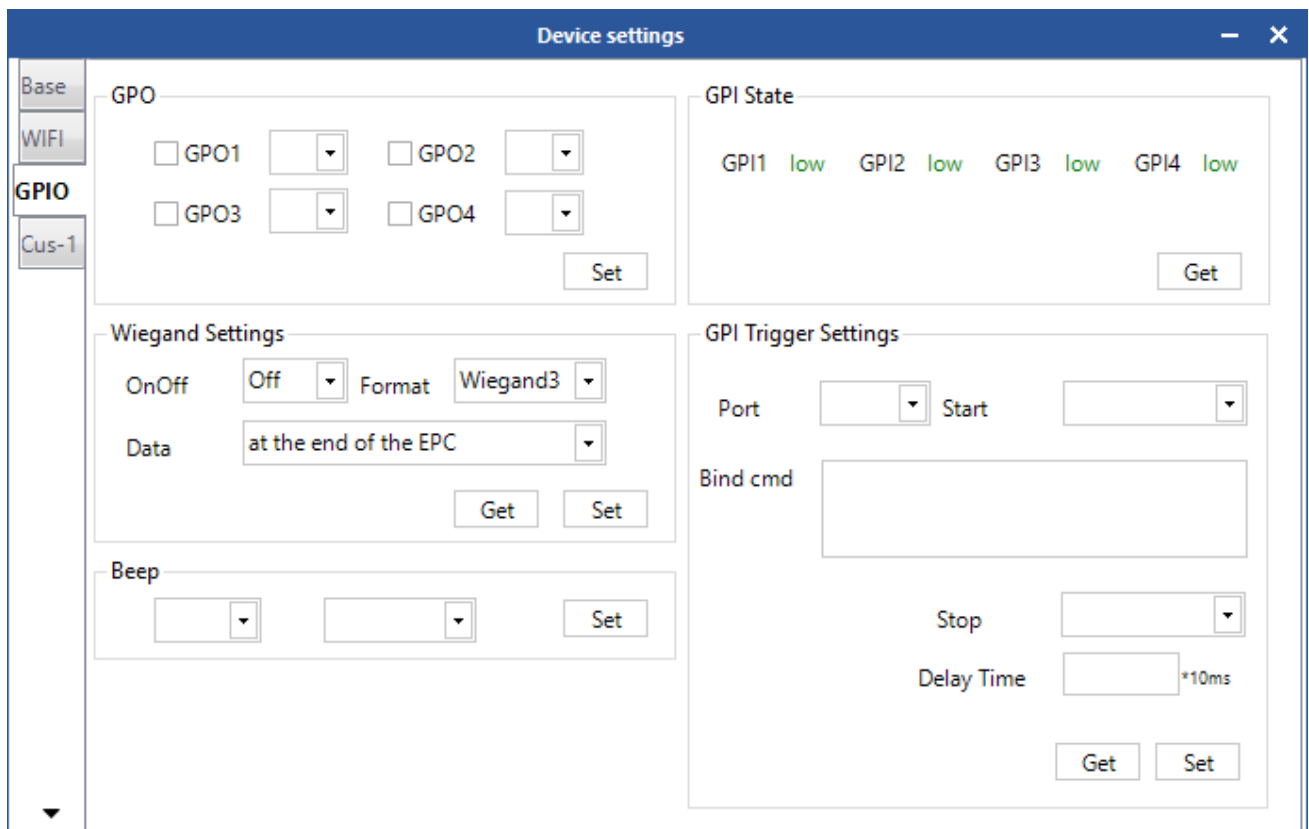 Device settings
Base
WIFI
GPIO
Cus-1
GPO
GPO1
GPO2
GPO3
GPO4
Set
GPI State
GPI1 low GPI2 low GPI3 low GPI4 low
Get
Wiegand Settings
OnOff Off Format Wiegand3
Data at the end of the EPC
Get Set
GPI Trigger Settings
Port Start
Bind cmd
Stop
Delay Time *10ms
Get Set
Beep
Set